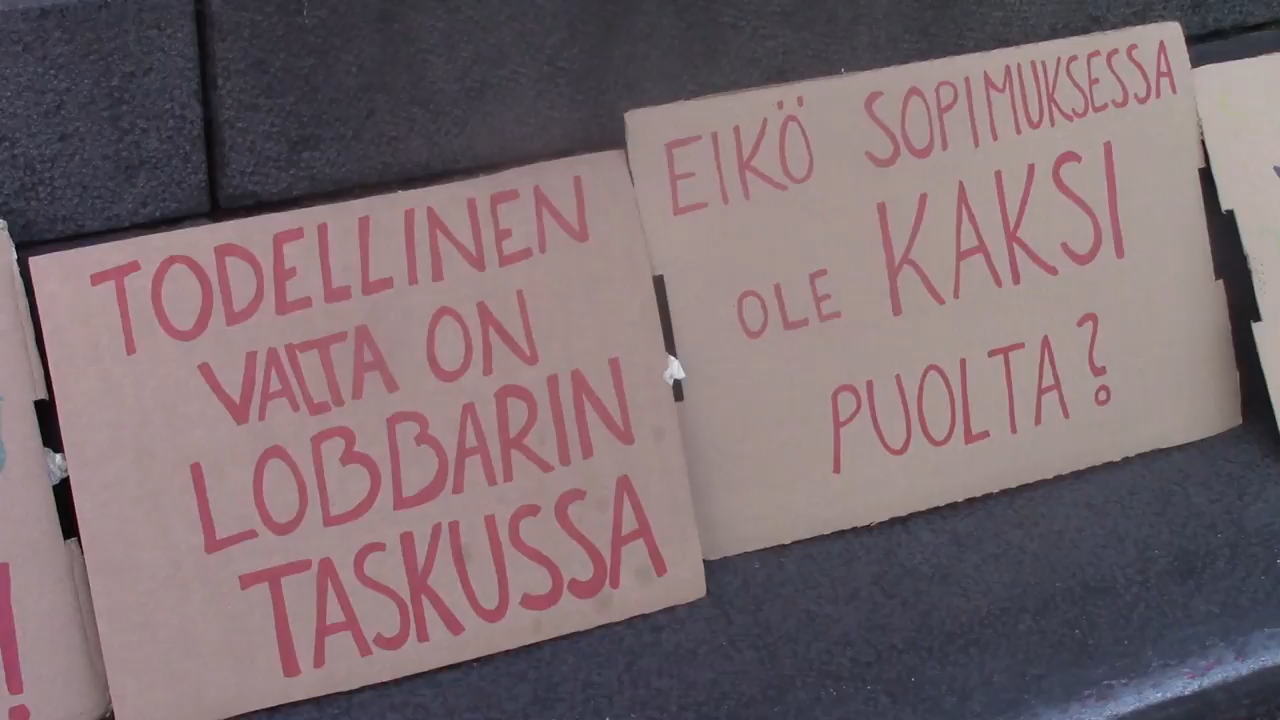 TODELLINEN
VALTA ON
LOBBARIN
TASKUSSA
EIKÖ SOPIMUKSESSA
OLE KAKSI
PUOLTA?
!